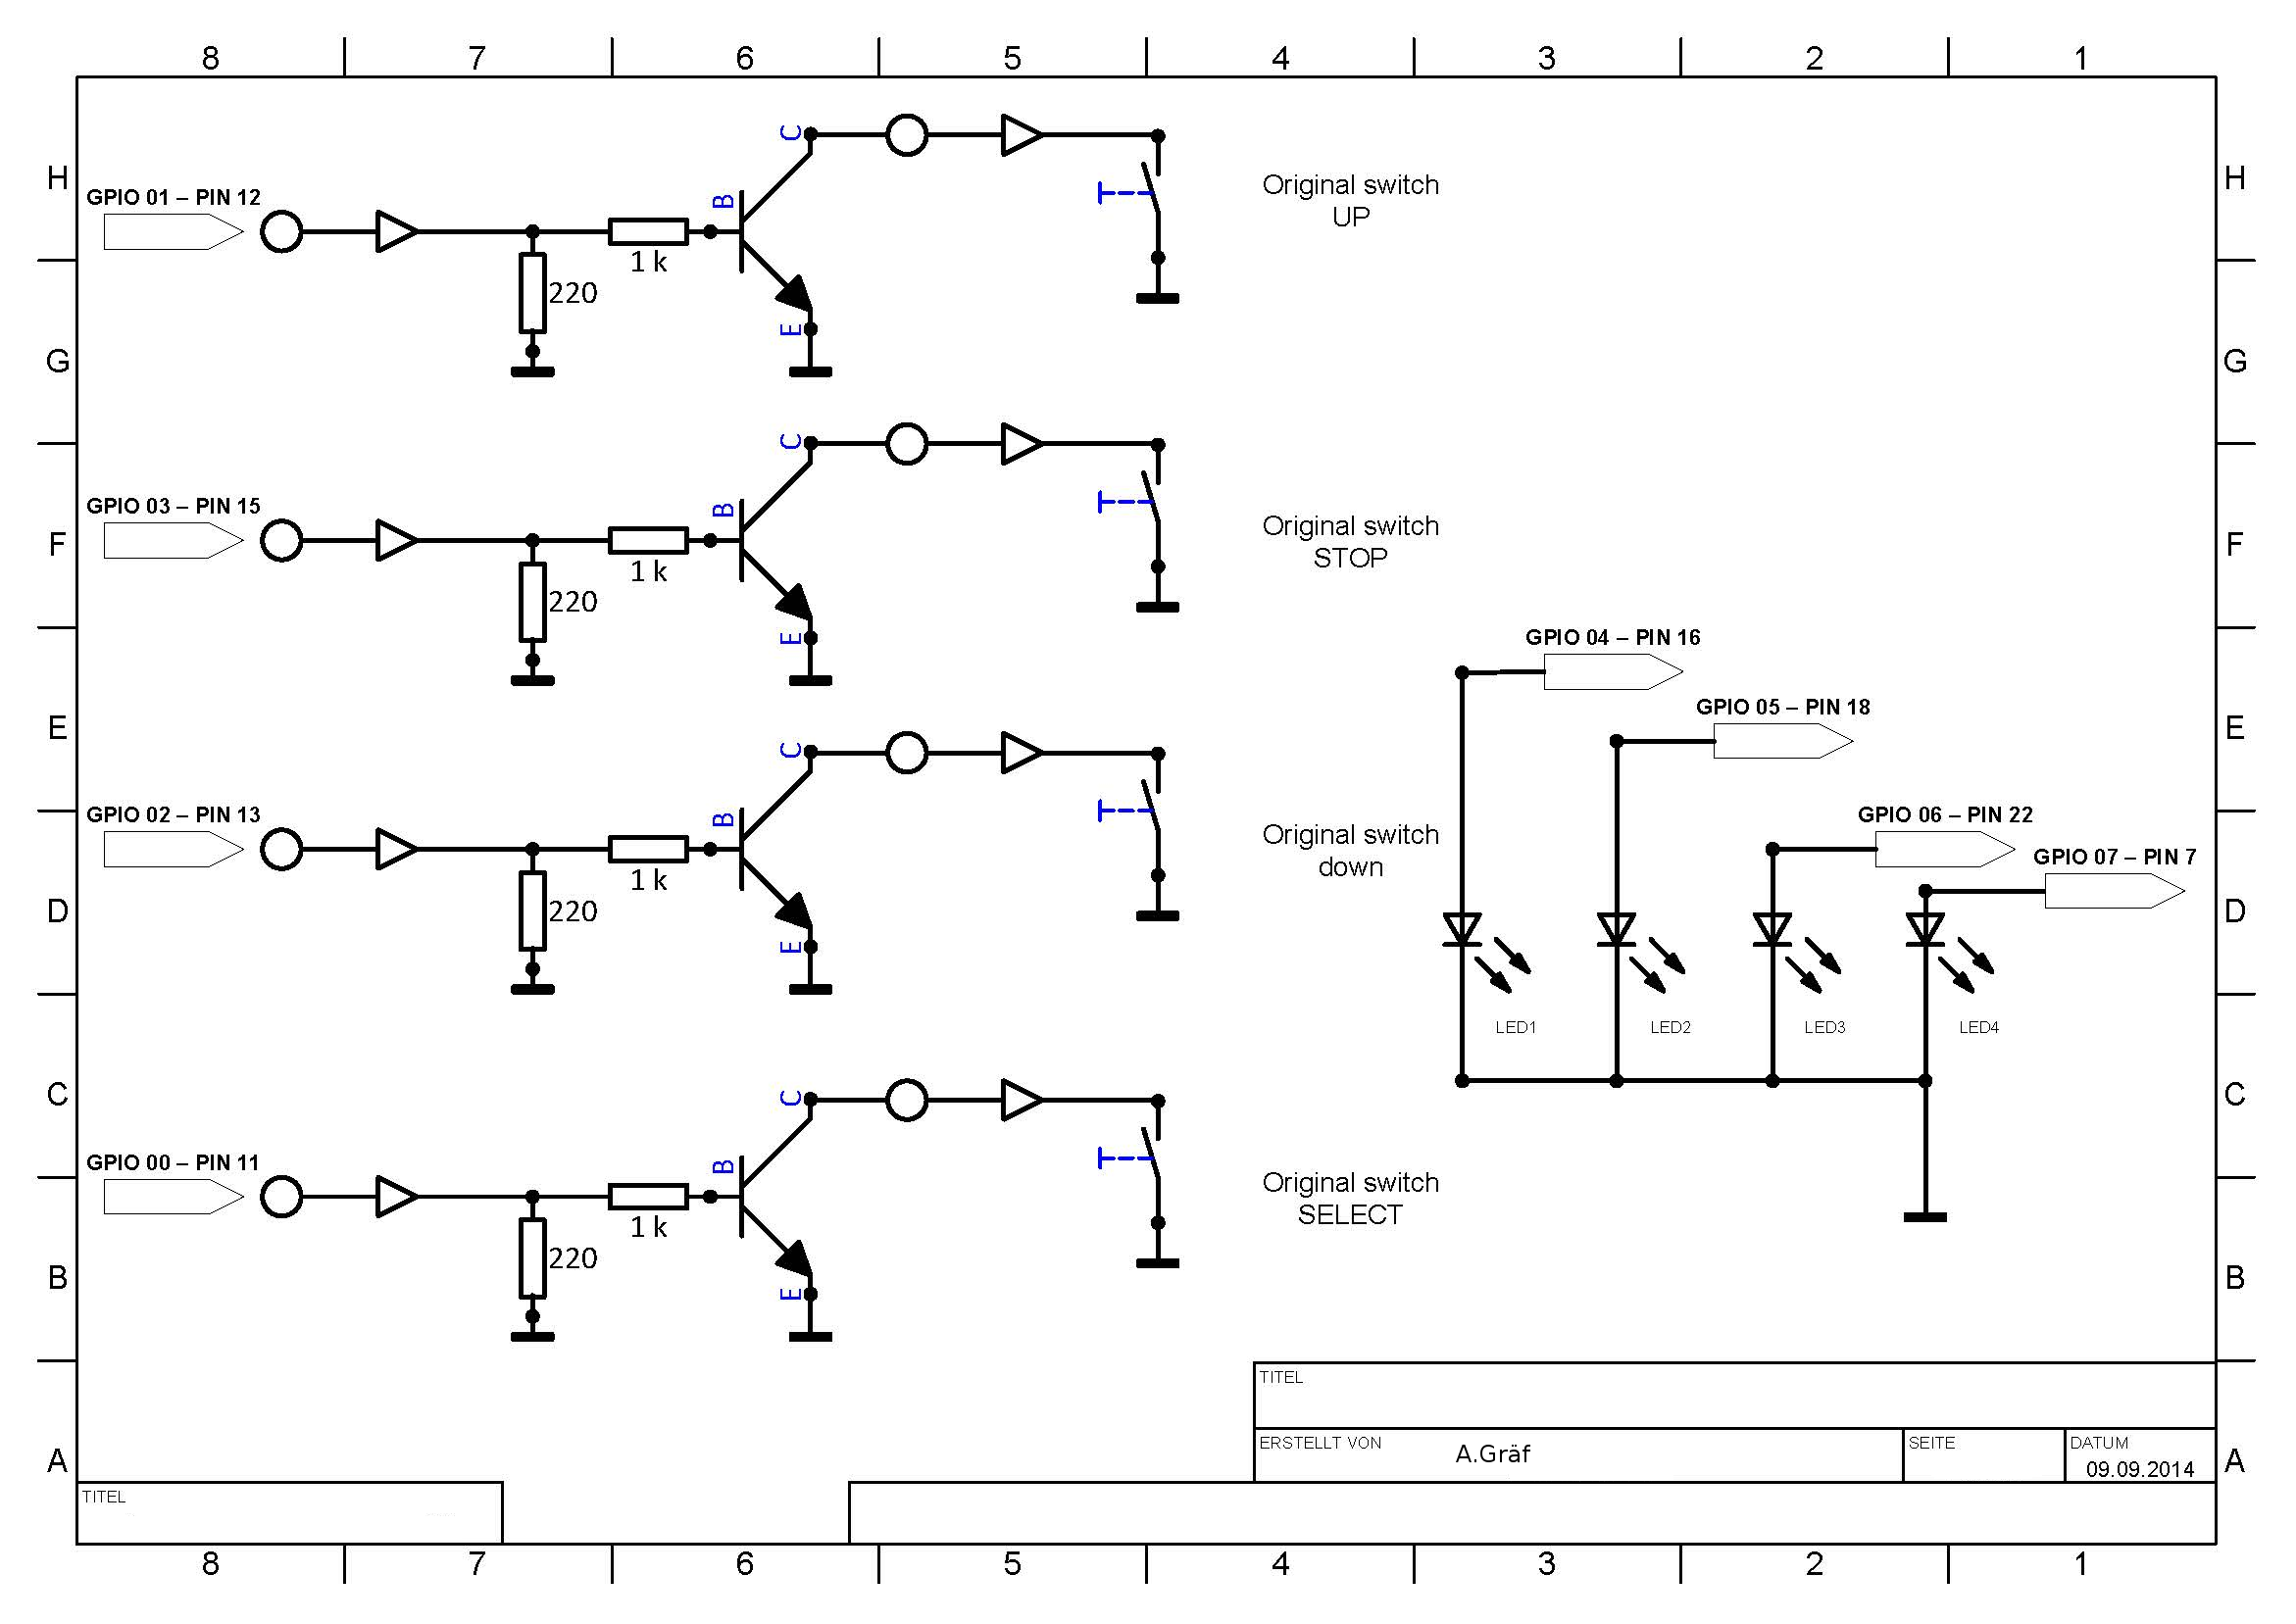 8 7 6 5 4 3 2 1
H
G
F
E
D
C
B
A
GPIO 01 – PIN 12
1 k
220
B
C
E
Original switch
UP
GPIO 03 – PIN 15
1 k
220
B
C
E
Original switch
STOP
GPIO 02 – PIN 13
1 k
220
B
C
E
Original switch
down
GPIO 00 – PIN 11
1 k
220
B
C
E
Original switch
SELECT
GPIO 04 – PIN 16
GPIO 05 – PIN 18
GPIO 06 – PIN 22
GPIO 07 – PIN 7
LED1 LED2 LED3 LED4
H
G
F
E
D
C
B
A
TITEL
ERSTELLT VON A.Gräf
SEITE
DATUM
09.09.2014
TITEL
8 7 6 5 4 3 2 1